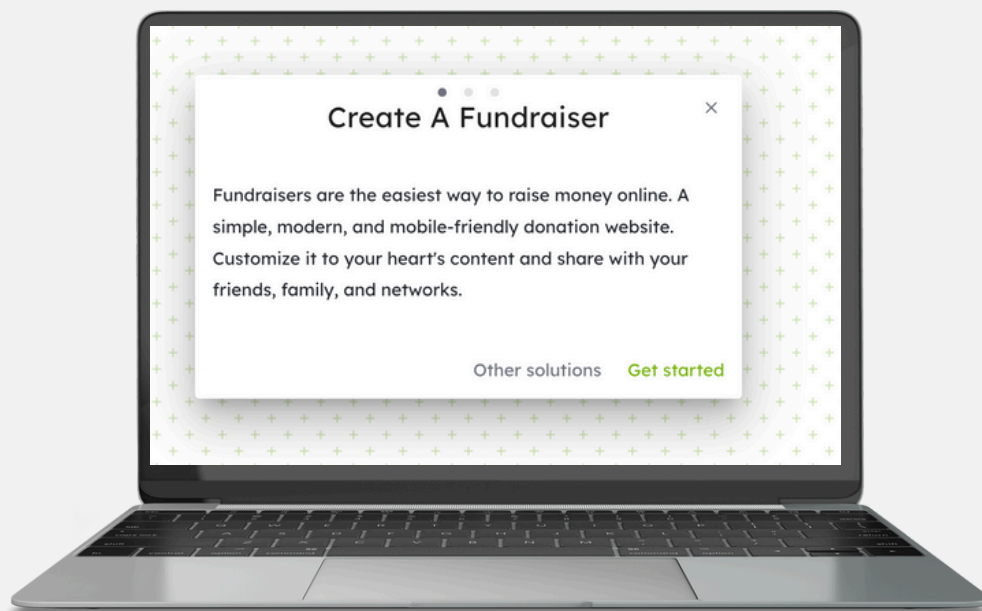 Create A Fundraiser
Fundraisers are the easiest way to raise money online. A
simple, modern, and mobile-friendly donation website.
Customize it to your heart's content and share with your
friends, family, and networks.
Other solutions Get started